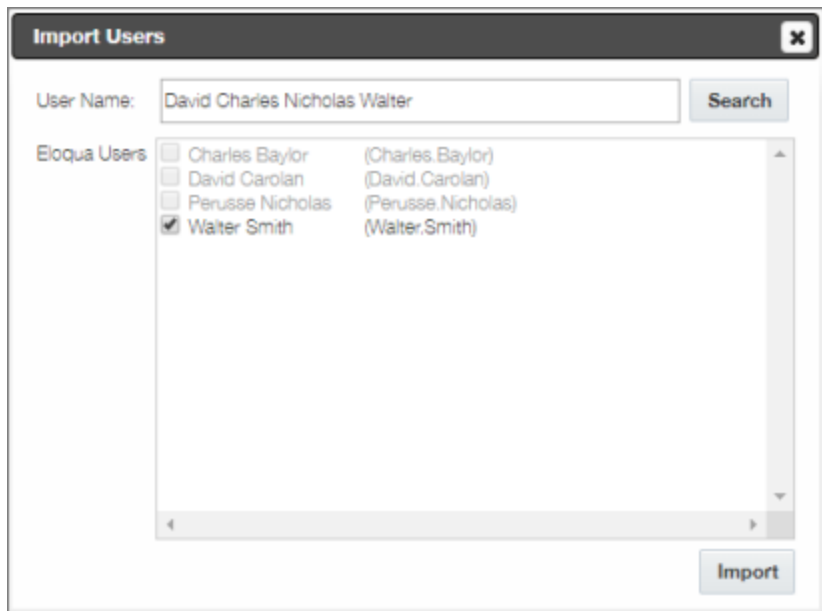 Import Users
User Name: David Charles Nicholas Walter Search
Eloqua Users Charles Baylor (Charles.Baylor)
David Carolan (David.Carolan)
Perusse Nicholas (Perusse.Nicholas)
Walter Smith (Walter.Smith)
Import